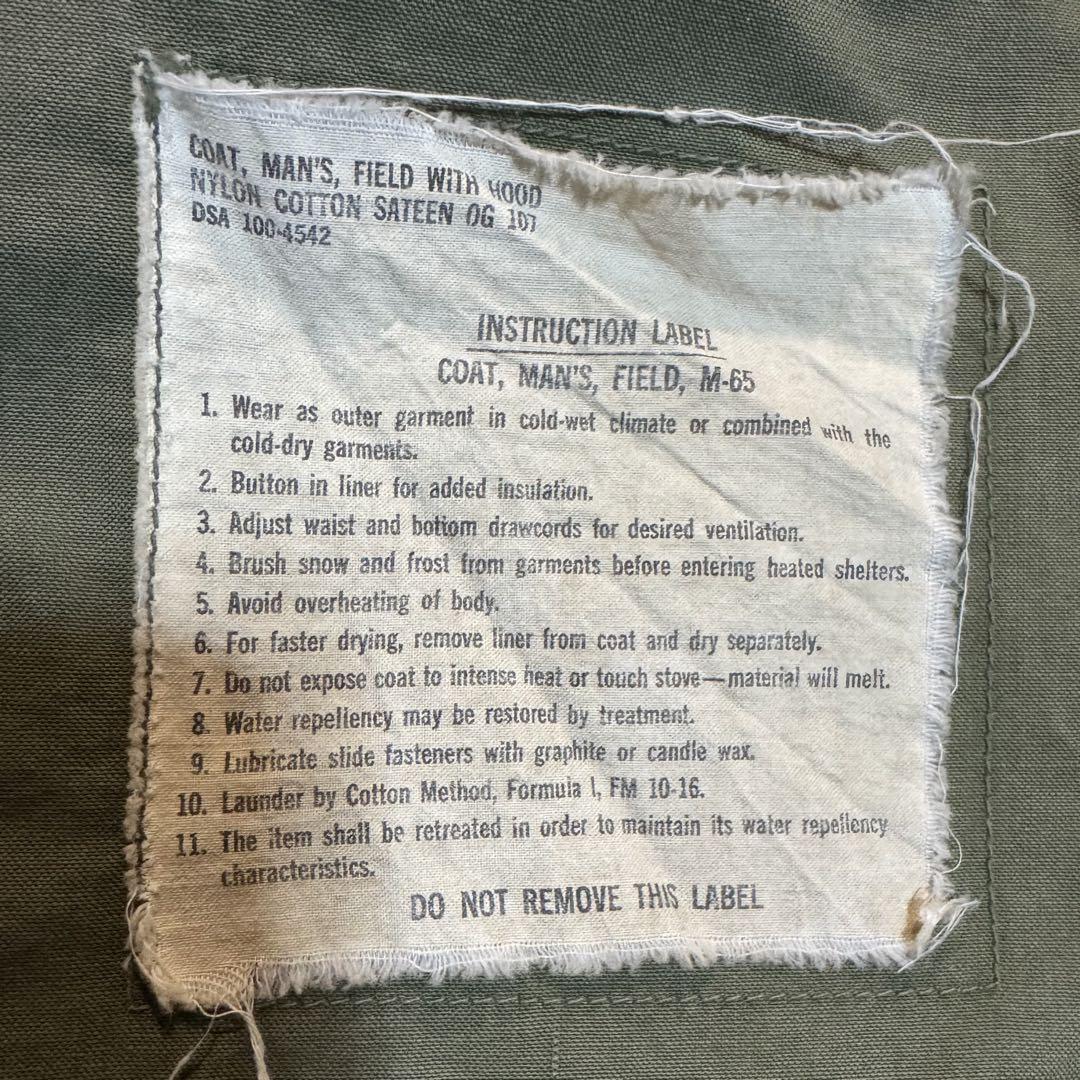 COAT, MAN'S, FIELD WITH HOOD
NYLON COTTON SATEEN OG 107
DSA 100-4542
INSTRUCTION LABEL
COAT, MAN'S, FIELD, M-65
1. Wear as outer garment in cold-wet climate or combined with the
cold-dry garments.
2. Button in liner for added insulation.
3. Adjust waist and bottom drawcords for desired ventilation.
4. Brush snow and frost from garments before entering heated shelters.
5. Avoid overheating of body.
6. For faster drying, remove liner from coat and dry separately.
7. Do not expose coat to intense heat or touch stove—material will melt.
8. Water repellency may be restored by treatment.
9. Lubricate slide fasteners with graphite or candle wax.
10. Launder by Cotton Method, Formula I, FM 10-16.
11. The item shall be retreated in order to maintain its water repellency
characteristics.
DO NOT REMOVE THIS LABEL